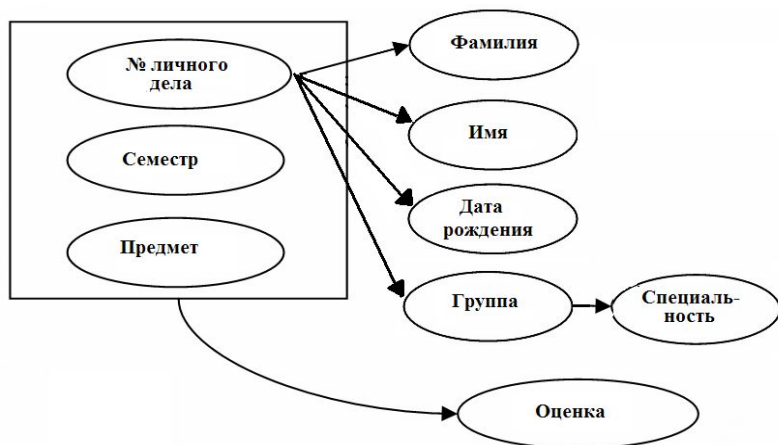 № личного
дела
Семестр
Предмет
Фамилия
Имя
Дата
рождения
Группа
Специаль-
ность
Оценка